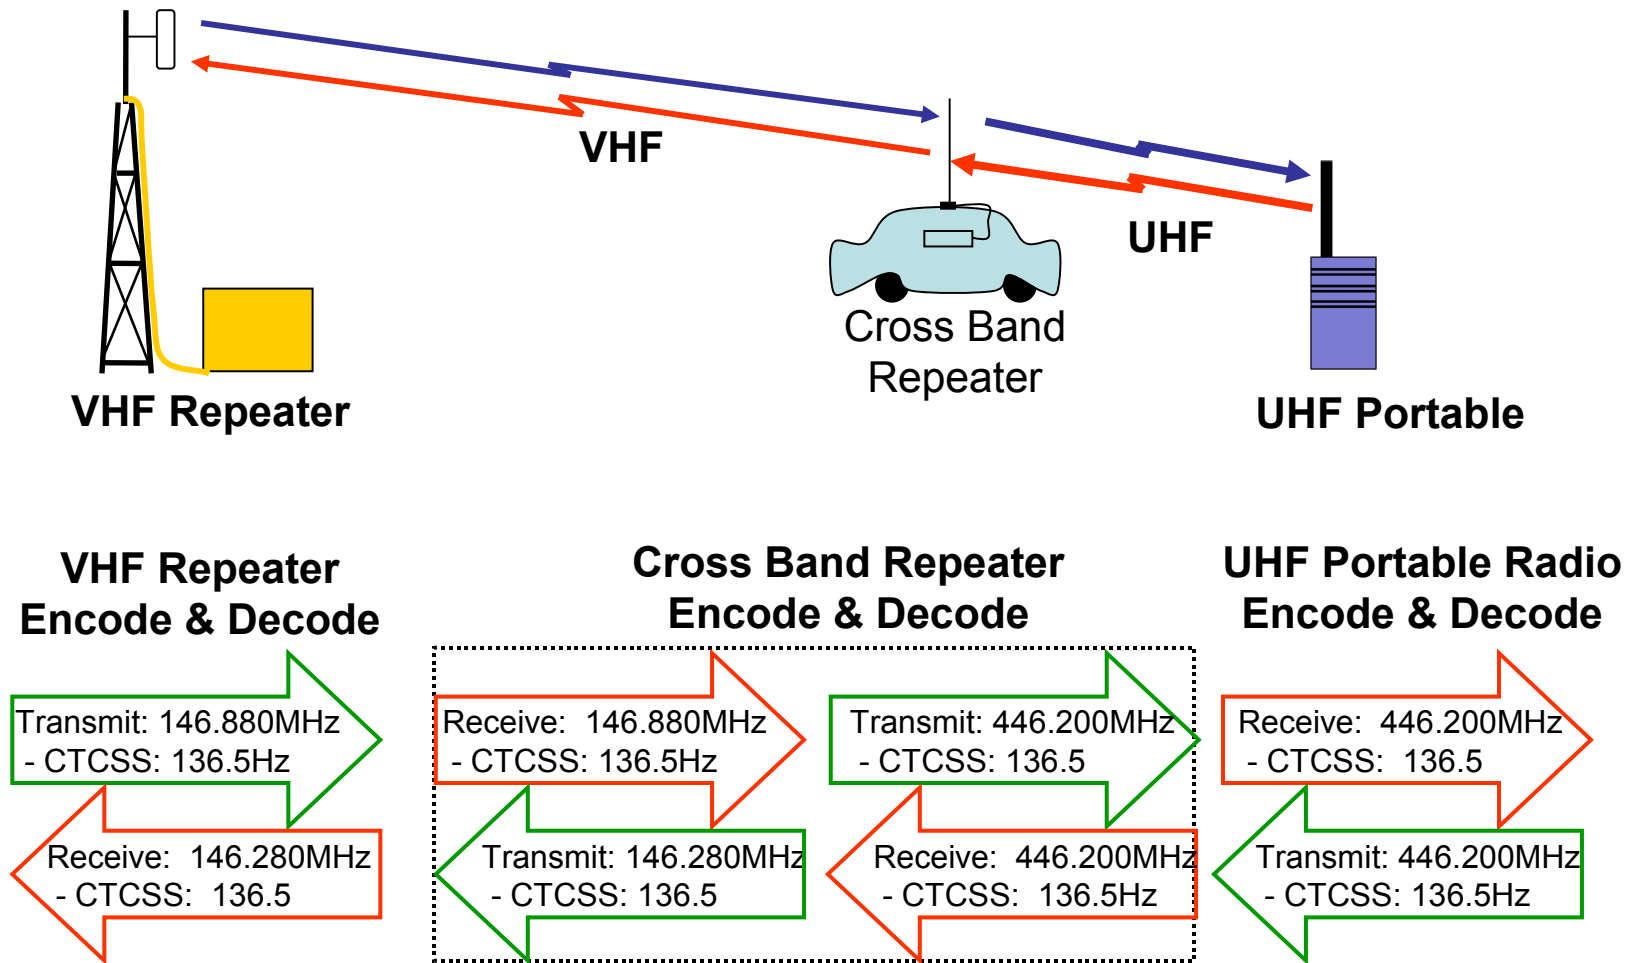 VHF
UHF
Cross Band
Repeater
VHF Repeater
UHF Portable
VHF Repeater
Encode & Decode
Cross Band Repeater
Encode & Decode
UHF Portable Radio
Encode & Decode
Transmit: 146.880MHz
- CTCSS: 136.5Hz
Receive: 146.880MHz
- CTCSS: 136.5Hz
Transmit: 446.200MHz
- CTCSS: 136.5
Receive: 446.200MHz
- CTCSS: 136.5
Receive: 146.280MHz
- CTCSS: 136.5
Transmit: 146.280MHz
- CTCSS: 136.5
Receive: 446.200MHz
- CTCSS: 136.5Hz
Transmit: 446.200MHz
- CTCSS: 136.5Hz